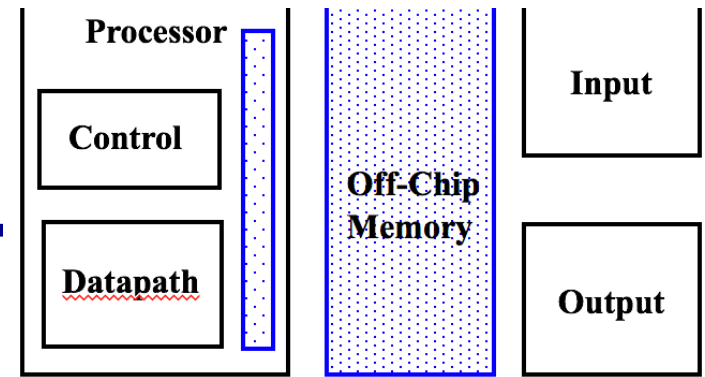 Processor
Control
Datapath
Off-Chip
Memory
Input
Output